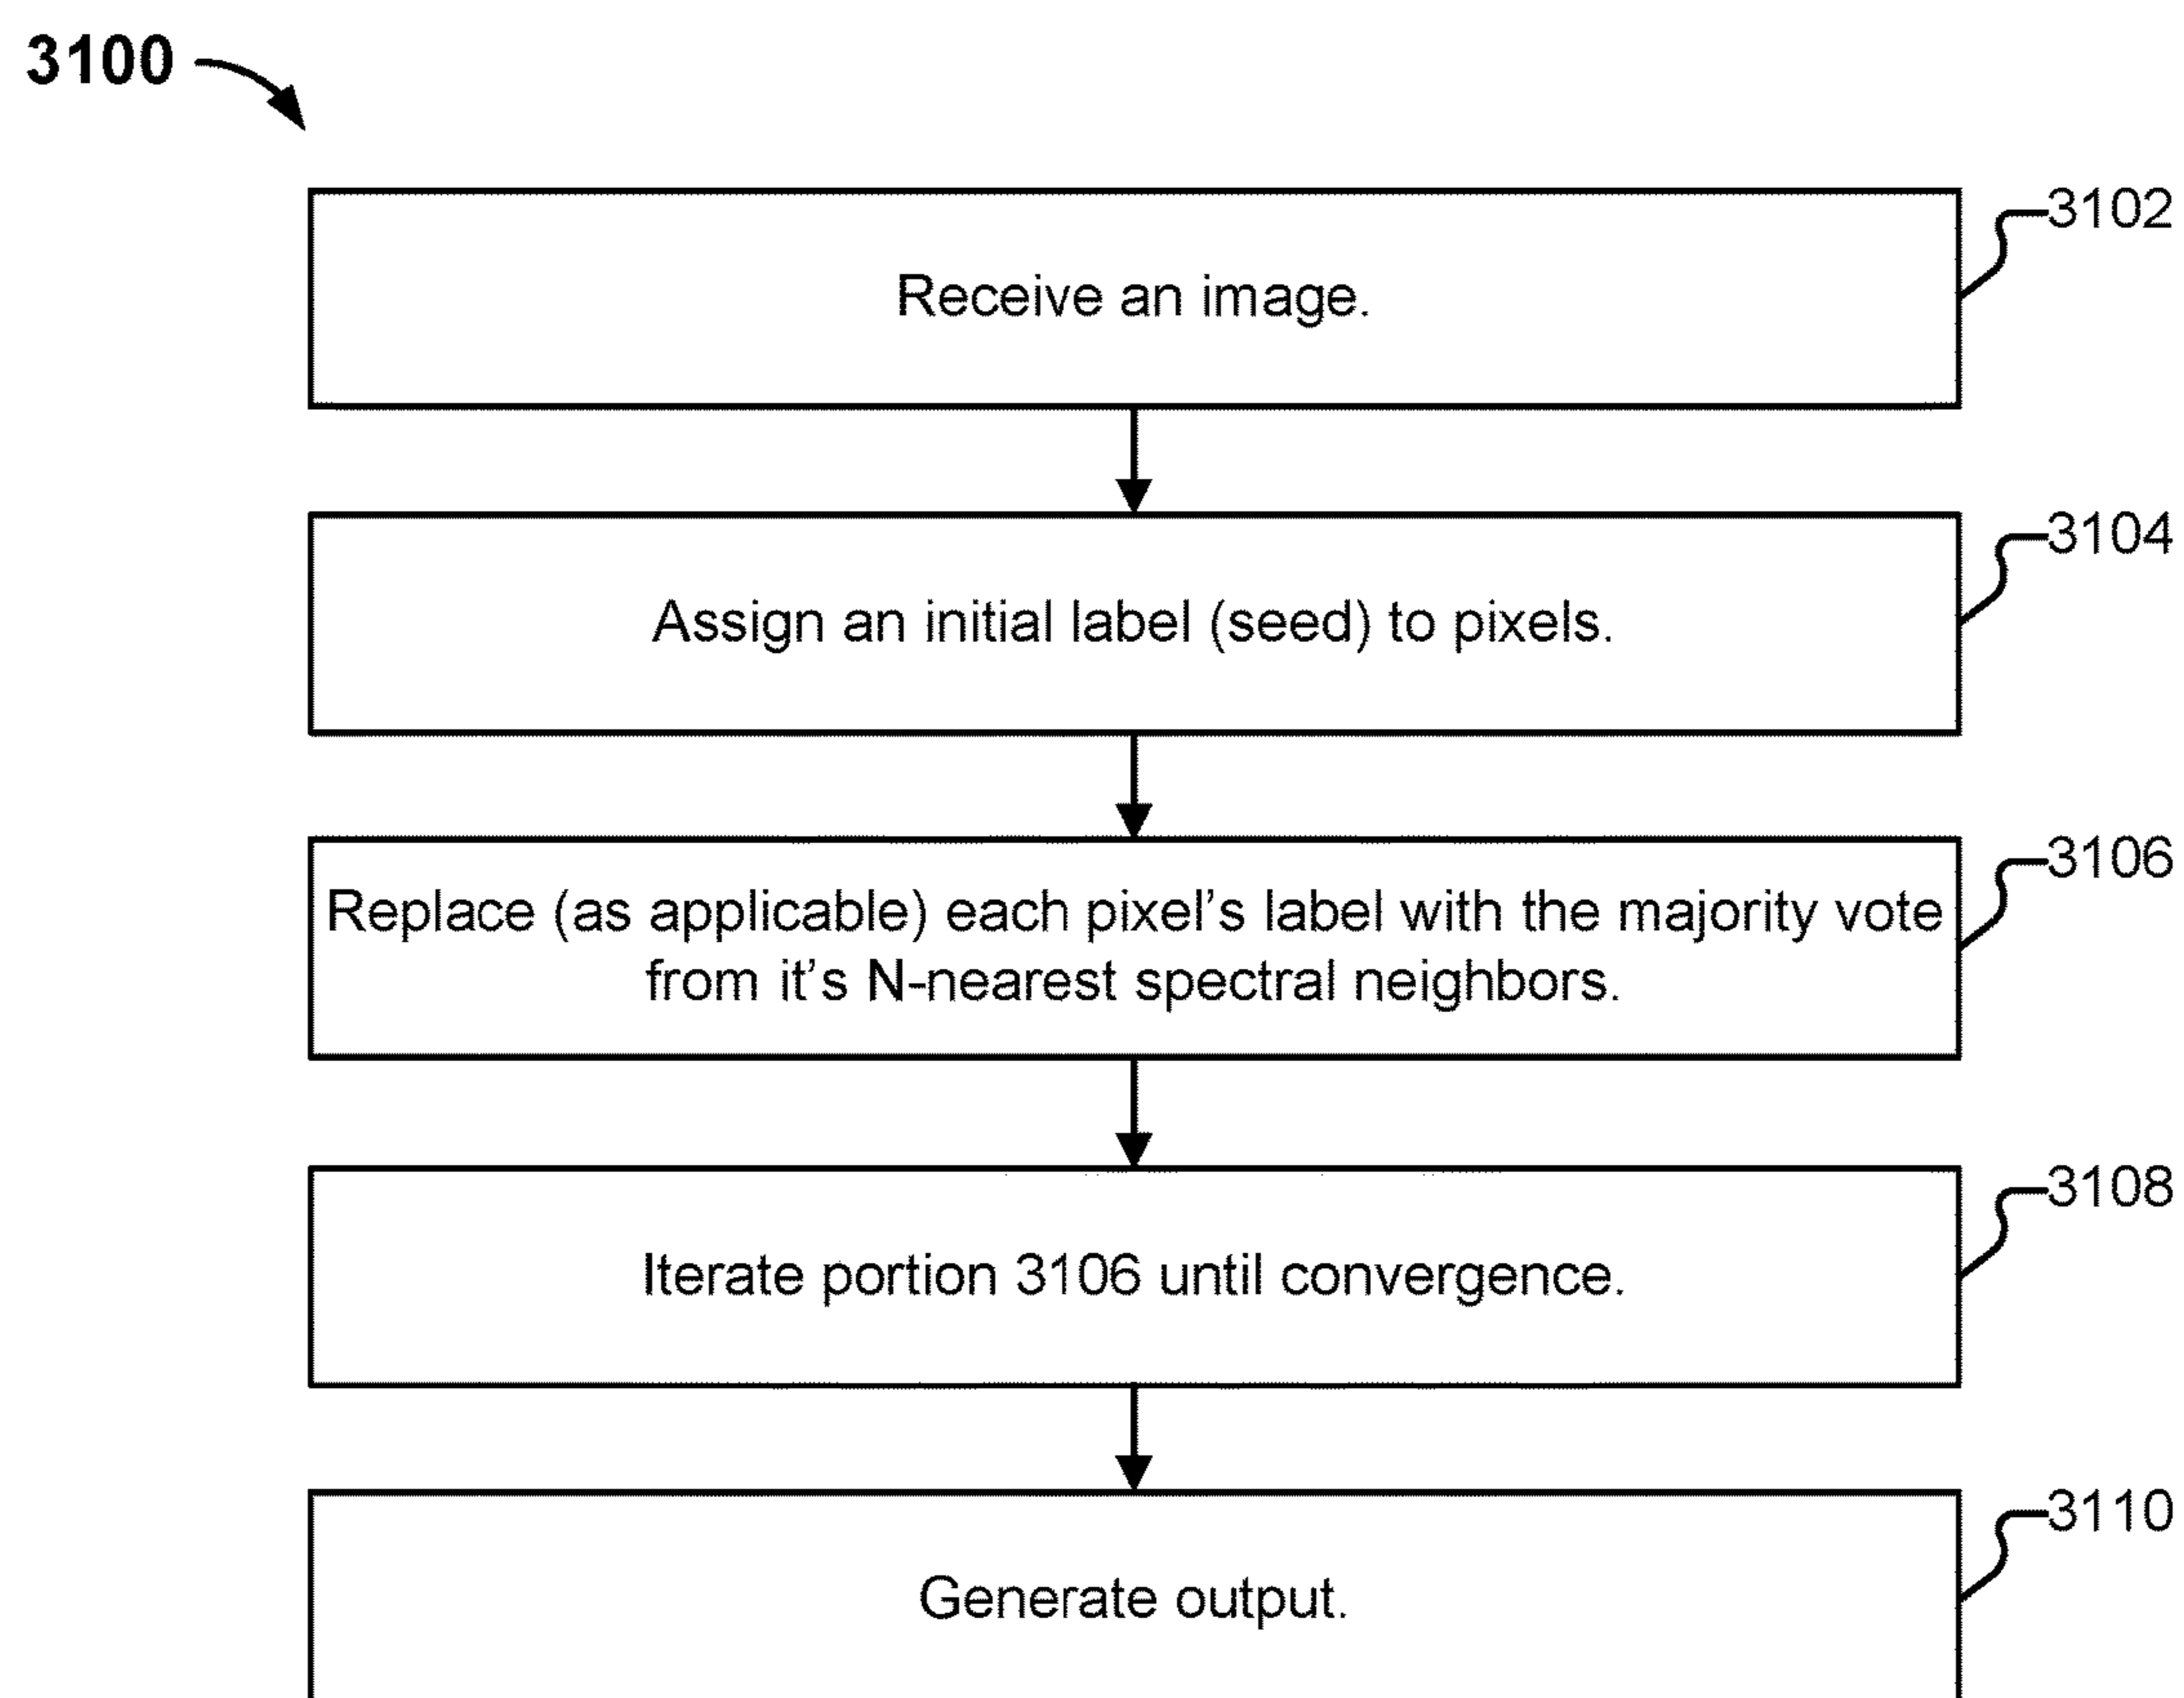 3100
3102
Receive an image.
3104
Assign an initial label (seed) to pixels.
3106
Replace (as applicable) each pixel's label with the majority vote
from it's N-nearest spectral neighbors.
3108
Iterate portion 3106 until convergence.
3110
Generate output.